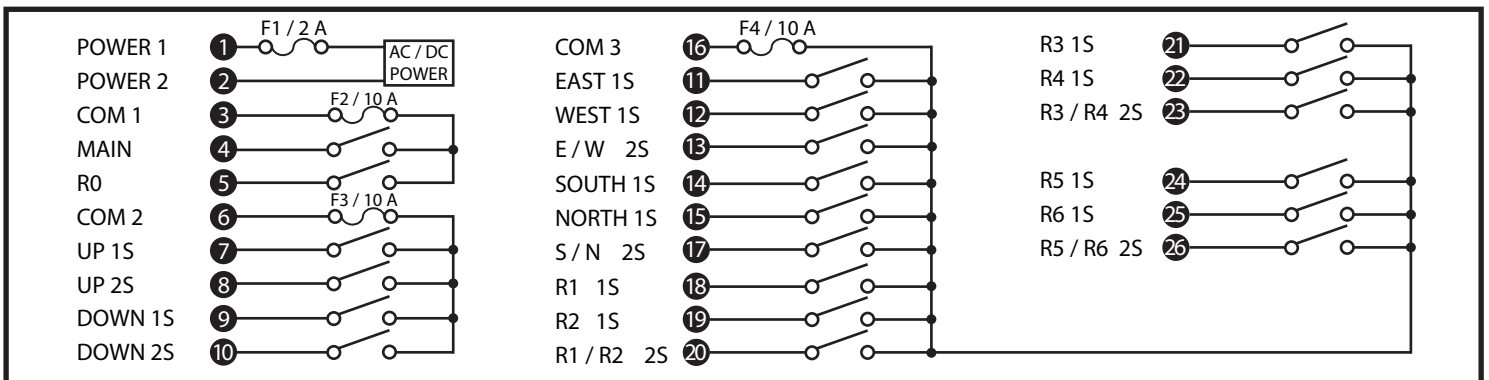 POWER 1 1 F1 / 2 A AC / DC
POWER 2 2 POWER
COM 1 3 F2 / 10 A
MAIN 4
R0 5
COM 2 6 F3 / 10 A
UP 1S 7
UP 2S 8
DOWN 1S 9
DOWN 2S 10
COM 3 16 F4 / 10 A
EAST 1S 11
WEST 1S 12
E / W 2S 13
SOUTH 1S 14
NORTH 1S 15
S / N 2S 17
R1 1S 18
R2 1S 19
R1 / R2 2S 20
R3 1S 21
R4 1S 22
R3 / R4 2S 23
R5 1S 24
R6 1S 25
R5 / R6 2S 26